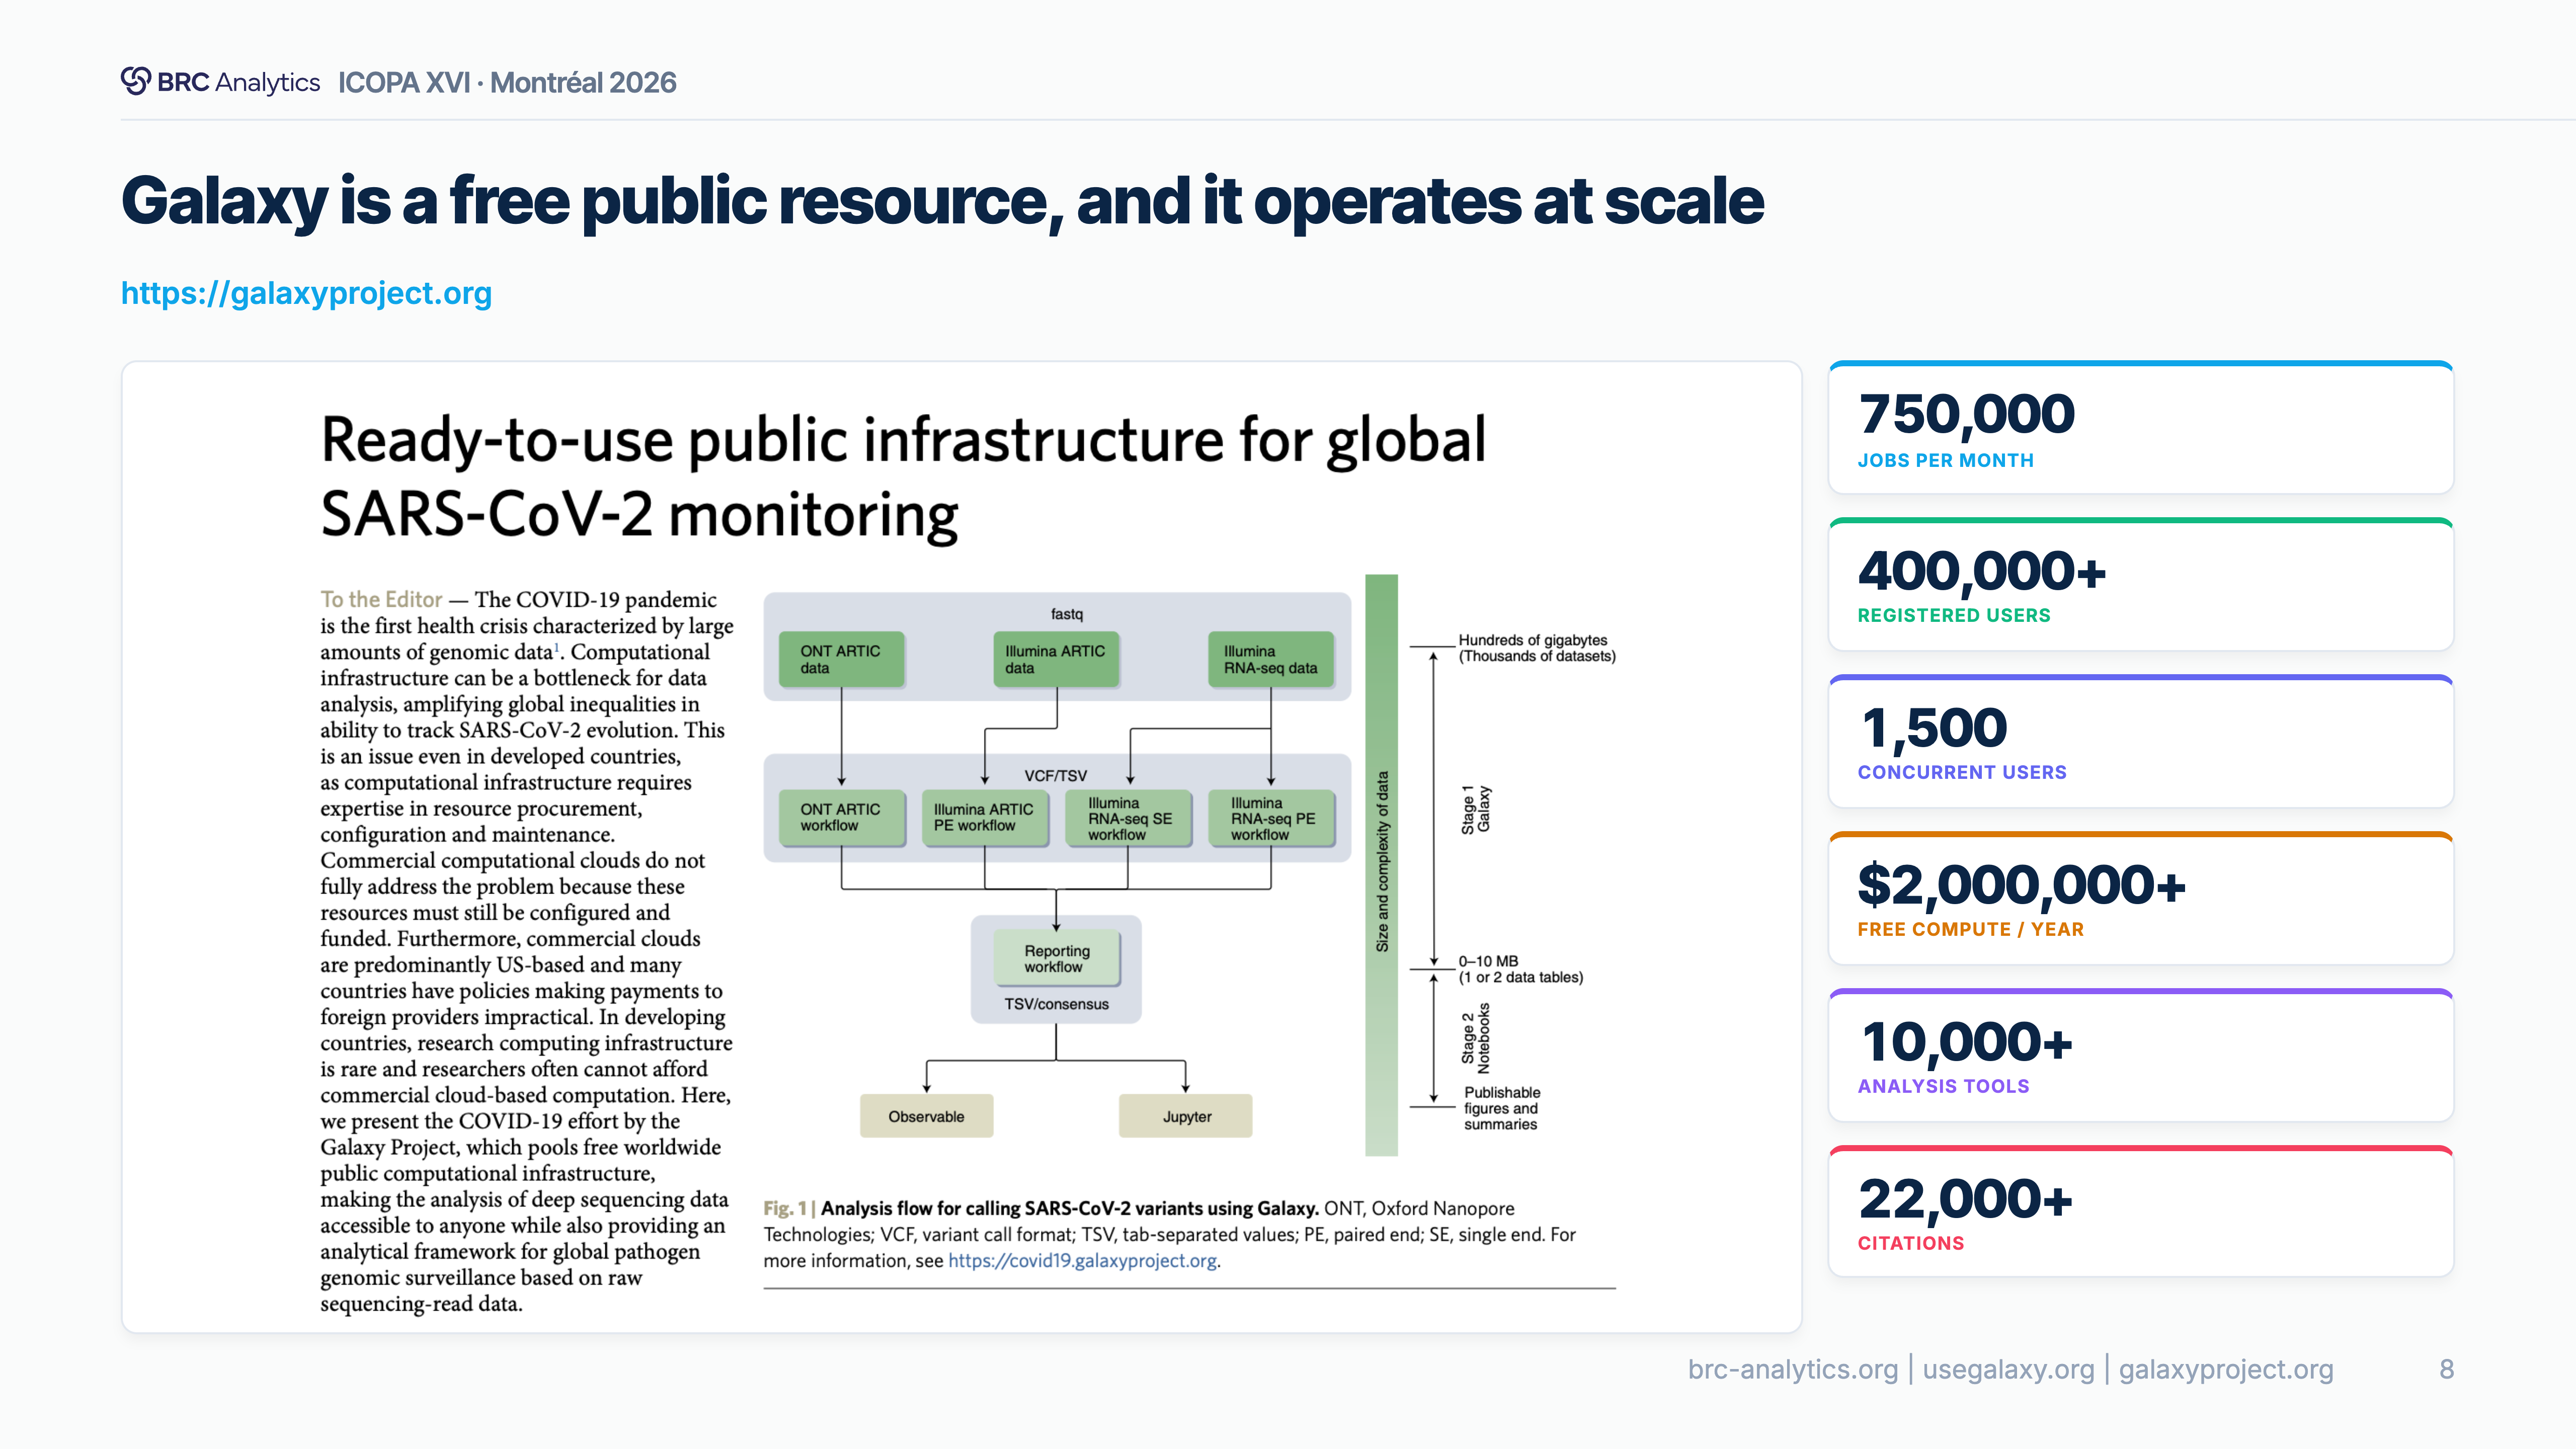 BRC Analytics ICOPA XVI · Montréal 2026
Galaxy is a free public resource, and it operates at scale
https://galaxyproject.org
Ready-to-use public infrastructure for global
SARS-CoV-2 monitoring
To the Editor — The COVID-19 pandemic
is the first health crisis characterized by large
amounts of genomic data1. Computational
infrastructure can be a bottleneck for data
analysis, amplifying global inequalities in
ability to track SARS-CoV-2 evolution. This
is an issue even in developed countries,
as computational infrastructure requires
expertise in resource procurement,
configuration and maintenance.
Commercial computational clouds do not
fully address the problem because these
resources must still be configured and
funded. Furthermore, commercial clouds
are predominantly US-based and many
countries have policies making payments to
foreign providers impractical. In developing
countries, research computing infrastructure
is rare and researchers often cannot afford
commercial cloud-based computation. Here,
we present the COVID-19 effort by the
Galaxy Project, which pools free worldwide
public computational infrastructure,
making the analysis of deep sequencing data
accessible to anyone while also providing an
analytical framework for global pathogen
genomic surveillance based on raw
sequencing-read data.
fastq
ONT ARTIC
data
Illumina ARTIC
data
Illumina
RNA-seq data
VCF/TSV
ONT ARTIC
workflow
Illumina ARTIC
PE workflow
Illumina
RNA-seq SE
workflow
Illumina
RNA-seq PE
workflow
Reporting
workflow
TSV/consensus
Observable
Jupyter
Size and complexity of data
Hundreds of gigabytes
(Thousands of datasets)
Stage 1
Galaxy
0–10 MB
(1 or 2 data tables)
Stage 2
Notebooks
Publishable
figures and
summaries
Fig. 1 | Analysis flow for calling SARS-CoV-2 variants using Galaxy. ONT, Oxford Nanopore
Technologies; VCF, variant call format; TSV, tab-separated values; PE, paired end; SE, single end. For
more information, see https://covid19.galaxyproject.org.
750,000
JOBS PER MONTH
400,000+
REGISTERED USERS
1,500
CONCURRENT USERS
$2,000,000+
FREE COMPUTE / YEAR
10,000+
ANALYSIS TOOLS
22,000+
CITATIONS
brc-analytics.org | usegalaxy.org | galaxyproject.org 8